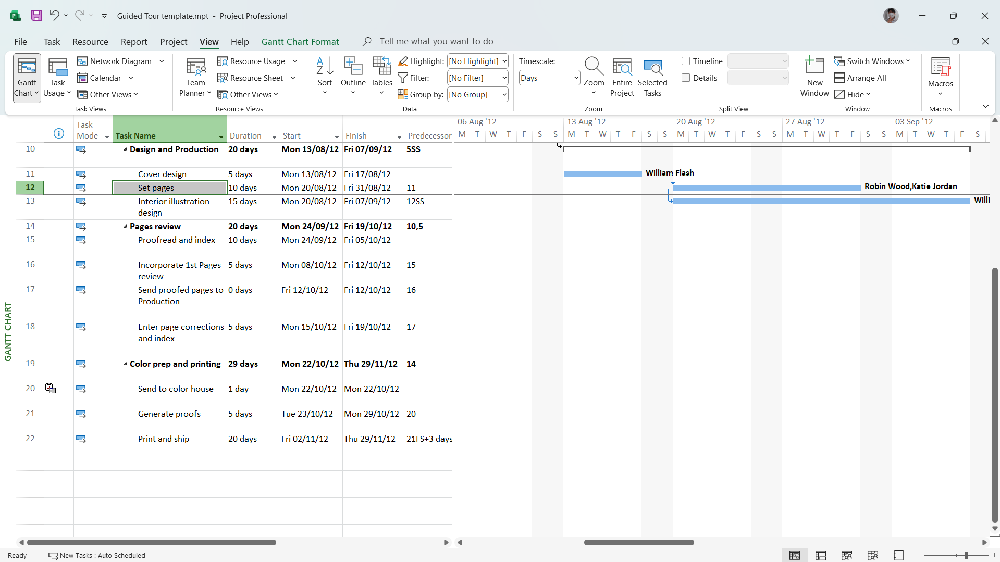 Guided Tour template.mpt - Project Professional
File Task Resource Report Project View Help Gantt Chart Format Tell me what you want to do
Gantt Chart
Task Usage
Network Diagram
Calendar
Other Views
Task Views
Team Planner
Resource Usage
Resource Sheet
Other Views
Resource Views
Sort
Outline
Tables
Highlight: [No Highlight]
Filter: [No Filter]
Group by: [No Group]
Data
Timescale:
Days
Zoom
Entire Project
Selected Tasks
Zoom
Timeline
Details
Split View
New Window
Switch Windows
Arrange All
Hide
Window
Macros
Macros
Task Mode Task Name Duration Start Finish Predecessor
06 Aug '12 13 Aug '12 20 Aug '12 27 Aug '12 03 Sep '12
M T W T F S S M T W T F S S M T W T F S S M T W T F S S M T W T F S
10 Design and Production 20 days Mon 13/08/12 Fri 07/09/12 5SS
11 Cover design 5 days Mon 13/08/12 Fri 17/08/12
William Flash
12 Set pages 10 days Mon 20/08/12 Fri 31/08/12 11
Robin Wood,Katie Jordan
13 Interior illustration design 15 days Mon 20/08/12 Fri 07/09/12 12SS
Willi
14 Pages review 20 days Mon 24/09/12 Fri 19/10/12 10,5
15 Proofread and index 10 days Mon 24/09/12 Fri 05/10/12
16 Incorporate 1st Pages review 5 days Mon 08/10/12 Fri 12/10/12 15
17 Send proofed pages to Production 0 days Fri 12/10/12 Fri 12/10/12 16
18 Enter page corrections and index 5 days Mon 15/10/12 Fri 19/10/12 17
19 Color prep and printing 29 days Mon 22/10/12 Thu 29/11/12 14
20 Send to color house 1 day Mon 22/10/12 Mon 22/10/12
21 Generate proofs 5 days Tue 23/10/12 Mon 29/10/12 20
22 Print and ship 20 days Fri 02/11/12 Thu 29/11/12 21FS+3 days
GANTT CHART
Ready New Tasks : Auto Scheduled